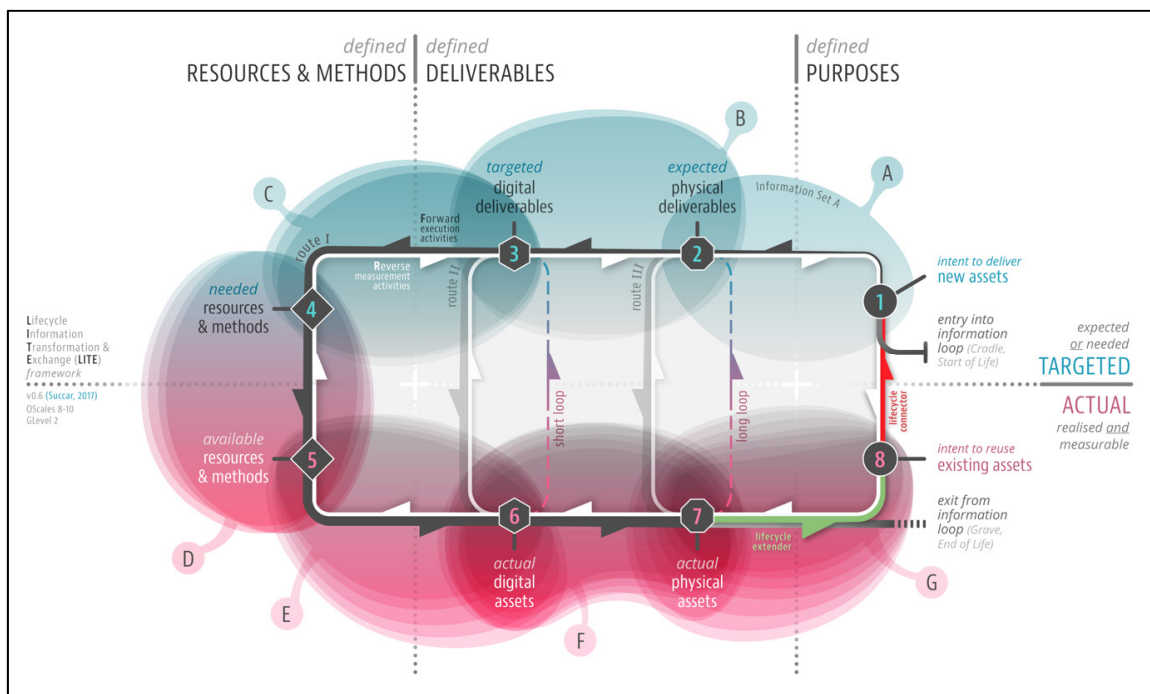 defined
RESOURCES & METHODS
defined
DELIVERABLES
defined
PURPOSES
B
A
C
targeted
digital
deliverables
expected
physical
deliverables
Information Set A
Forward
execution
activities
route I
3
2
Reverse
measurement
activities
route II
route III
intent to deliver
new assets
1
needed
resources
& methods
4
entry into
information
loop (Cradle,
Start of Life)
expected
or needed
TARGETED
Lifecycle
Information
Transformation &
Exchange (LITE)
framework
v0.6 (Succar, 2017)
OScales 8-10
GLevel 2
ACTUAL
realised and
measurable
short loop
long loop
lifecycle
connector
available
resources
& methods
5
8
intent to reuse
existing assets
6
7
lifecycle
extender
exit from
information
loop (Grave,
End of Life)
actual
digital
assets
actual
physical
assets
D
E
F
G